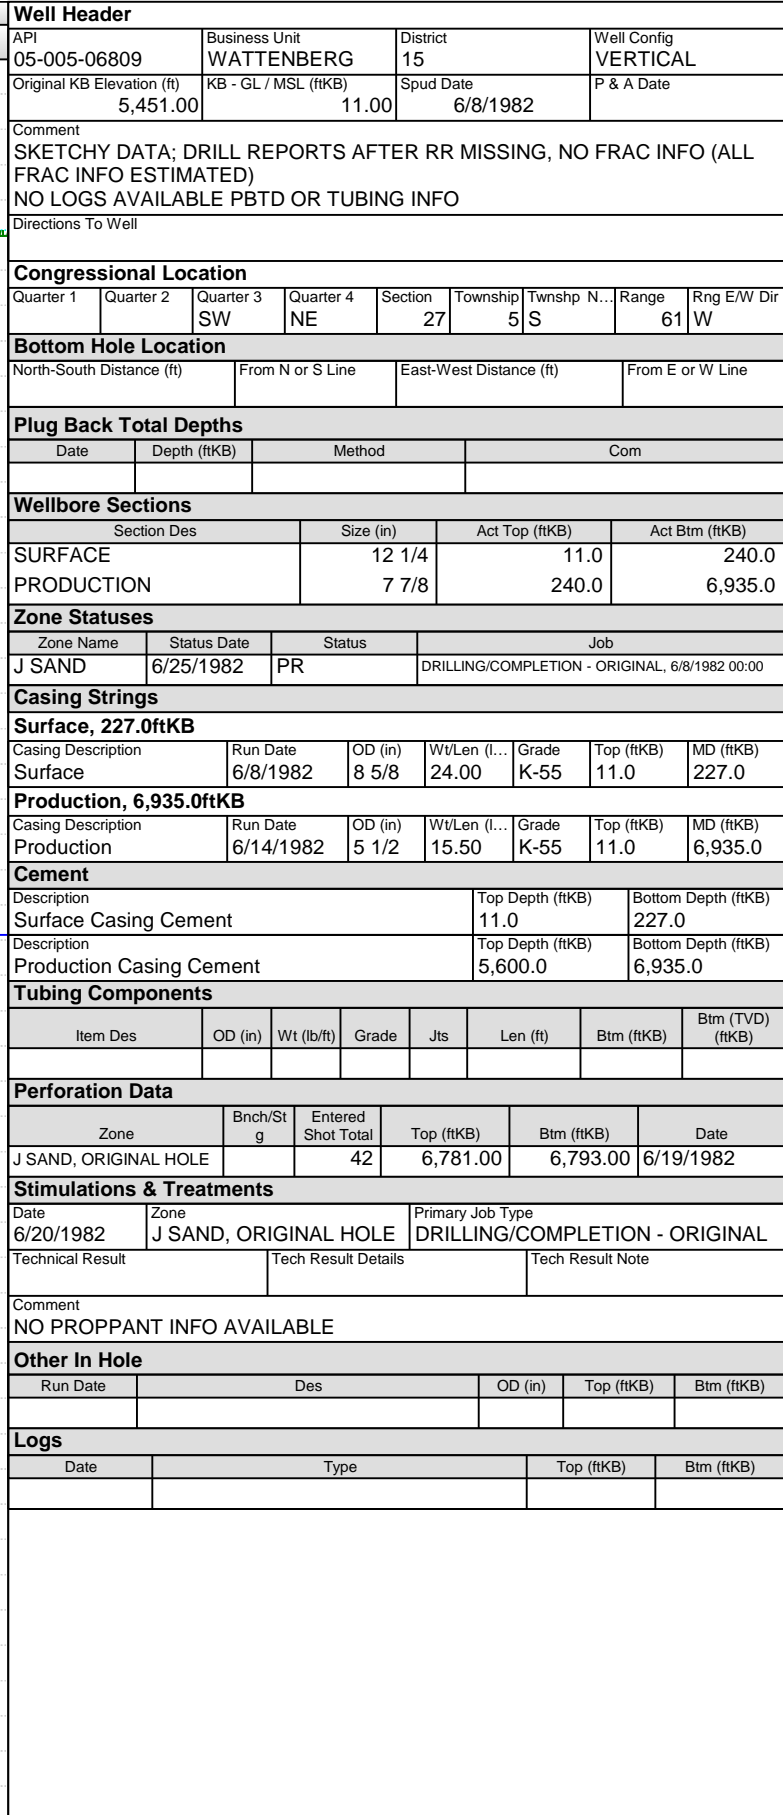 Well Header
API Business Unit District Well Config
05-005-06809 WATTENBERG 15 VERTICAL
Original KB Elevation (ft) KB - GL / MSL (ftKB) Spud Date P & A Date
5,451.00 11.00 6/8/1982
Comment
SKETCHY DATA; DRILL REPORTS AFTER RR MISSING, NO FRAC INFO (ALL
FRAC INFO ESTIMATED)
NO LOGS AVAILABLE PBTD OR TUBING INFO
Directions To Well
Congressional Location
Quarter 1 Quarter 2 Quarter 3 Quarter 4 Section Township Twnshp N... Range Rng E/W Dir
SW NE 27 5 S 61 W
Bottom Hole Location
North-South Distance (ft) From N or S Line East-West Distance (ft) From E or W Line
Plug Back Total Depths
Date Depth (ftKB) Method Com
Wellbore Sections
Section Des Size (in) Act Top (ftKB) Act Btm (ftKB)
SURFACE 12 1/4 11.0 240.0
PRODUCTION 7 7/8 240.0 6,935.0
Zone Statuses
Zone Name Status Date Status Job
J SAND 6/25/1982 PR DRILLING/COMPLETION - ORIGINAL, 6/8/1982 00:00
Casing Strings
Surface, 227.0ftKB
Casing Description Run Date OD (in) Wt/Len (l... Grade Top (ftKB) MD (ftKB)
Surface 6/8/1982 8 5/8 24.00 K-55 11.0 227.0
Production, 6,935.0ftKB
Casing Description Run Date OD (in) Wt/Len (l... Grade Top (ftKB) MD (ftKB)
Production 6/14/1982 5 1/2 15.50 K-55 11.0 6,935.0
Cement
Description Top Depth (ftKB) Bottom Depth (ftKB)
Surface Casing Cement 11.0 227.0
Description Top Depth (ftKB) Bottom Depth (ftKB)
Production Casing Cement 5,600.0 6,935.0
Tubing Components
Item Des OD (in) Wt (lb/ft) Grade Jts Len (ft) Btm (ftKB) Btm (TVD)
(ftKB)
Perforation Data
Zone Bnch/St
g Entered
Shot Total Top (ftKB) Btm (ftKB) Date
J SAND, ORIGINAL HOLE 42 6,781.00 6,793.00 6/19/1982
Stimulations & Treatments
Date Zone Primary Job Type
6/20/1982 J SAND, ORIGINAL HOLE DRILLING/COMPLETION - ORIGINAL
Technical Result Tech Result Details Tech Result Note
Comment
NO PROPPANT INFO AVAILABLE
Other In Hole
Run Date Des OD (in) Top (ftKB) Btm (ftKB)
Logs
Date Type Top (ftKB) Btm (ftKB)